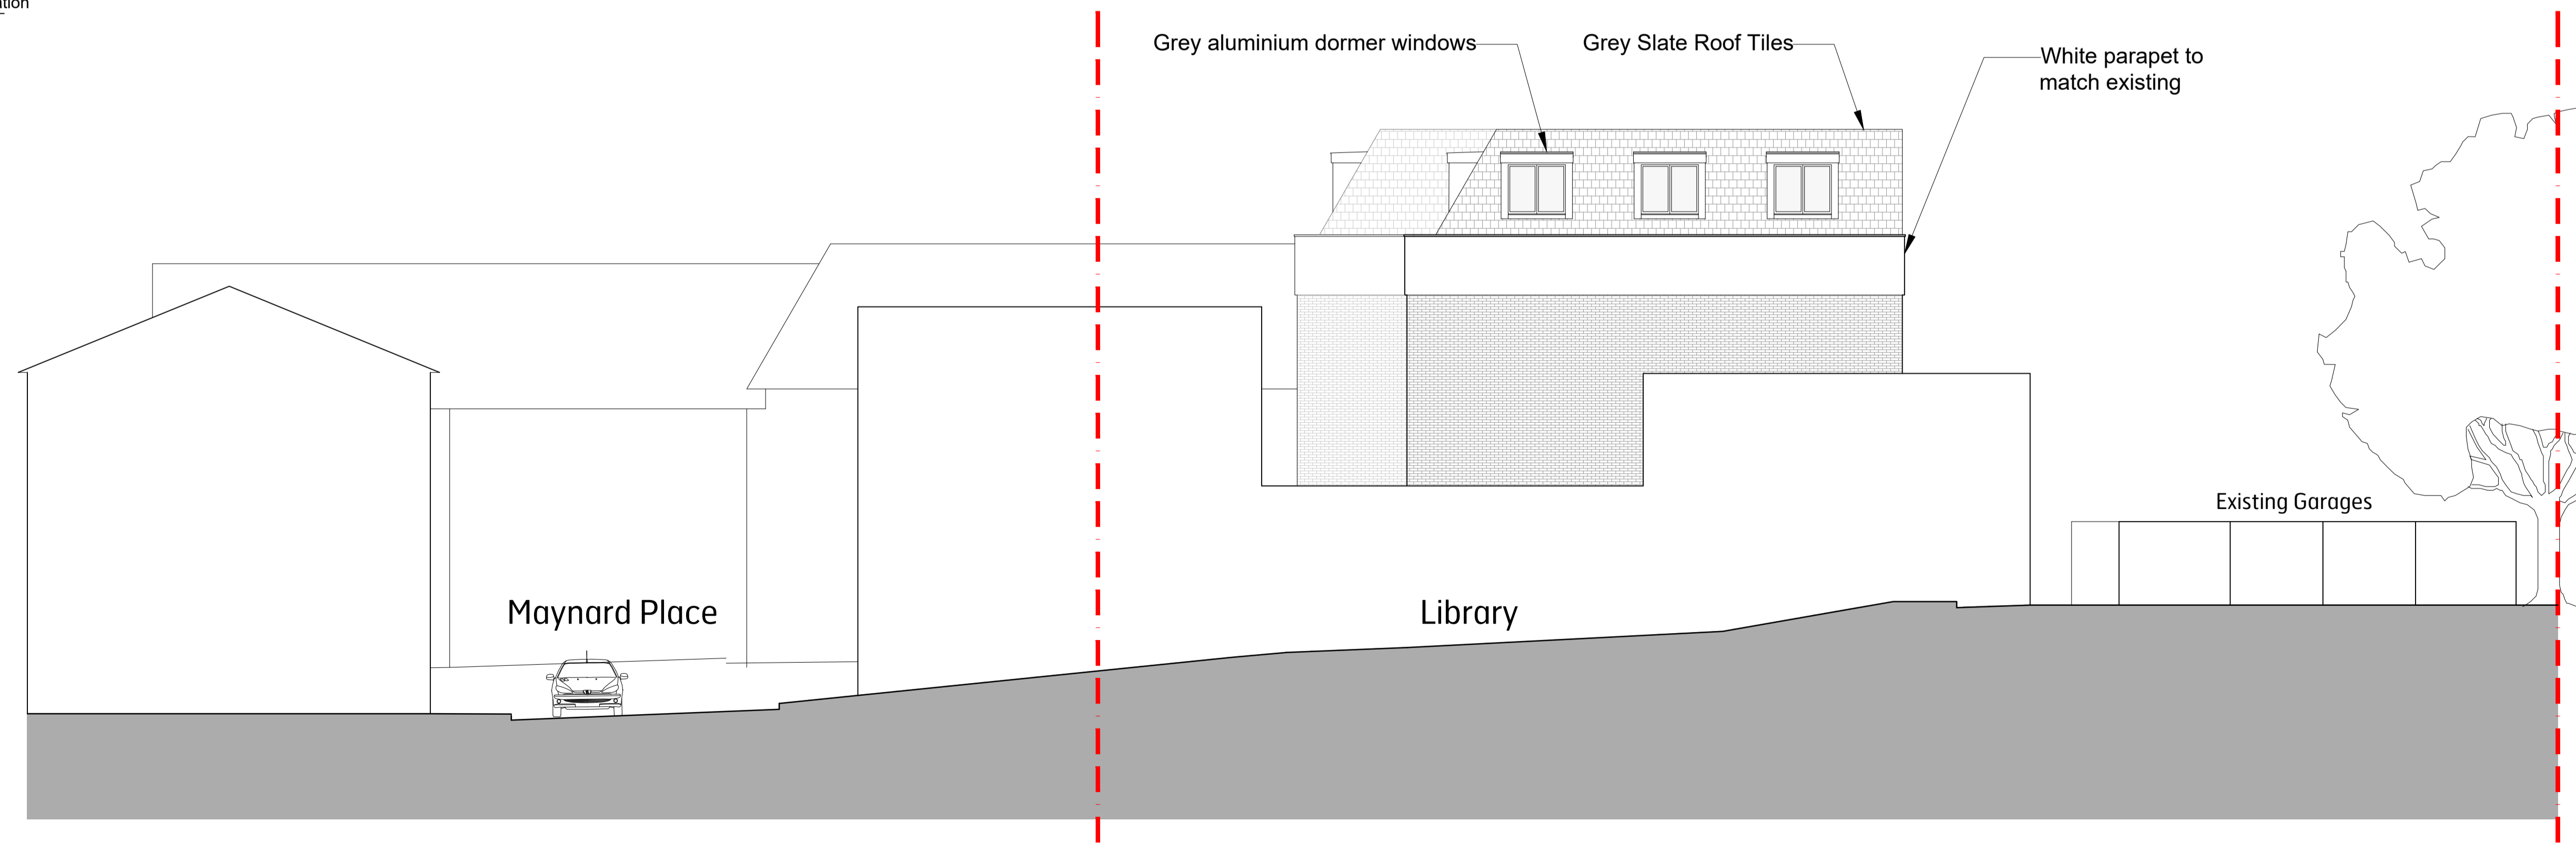 Grey aluminium dormer windows
Grey Slate Roof Tiles
White parapet to
match existing
Existing Garages
Maynard Place
Library